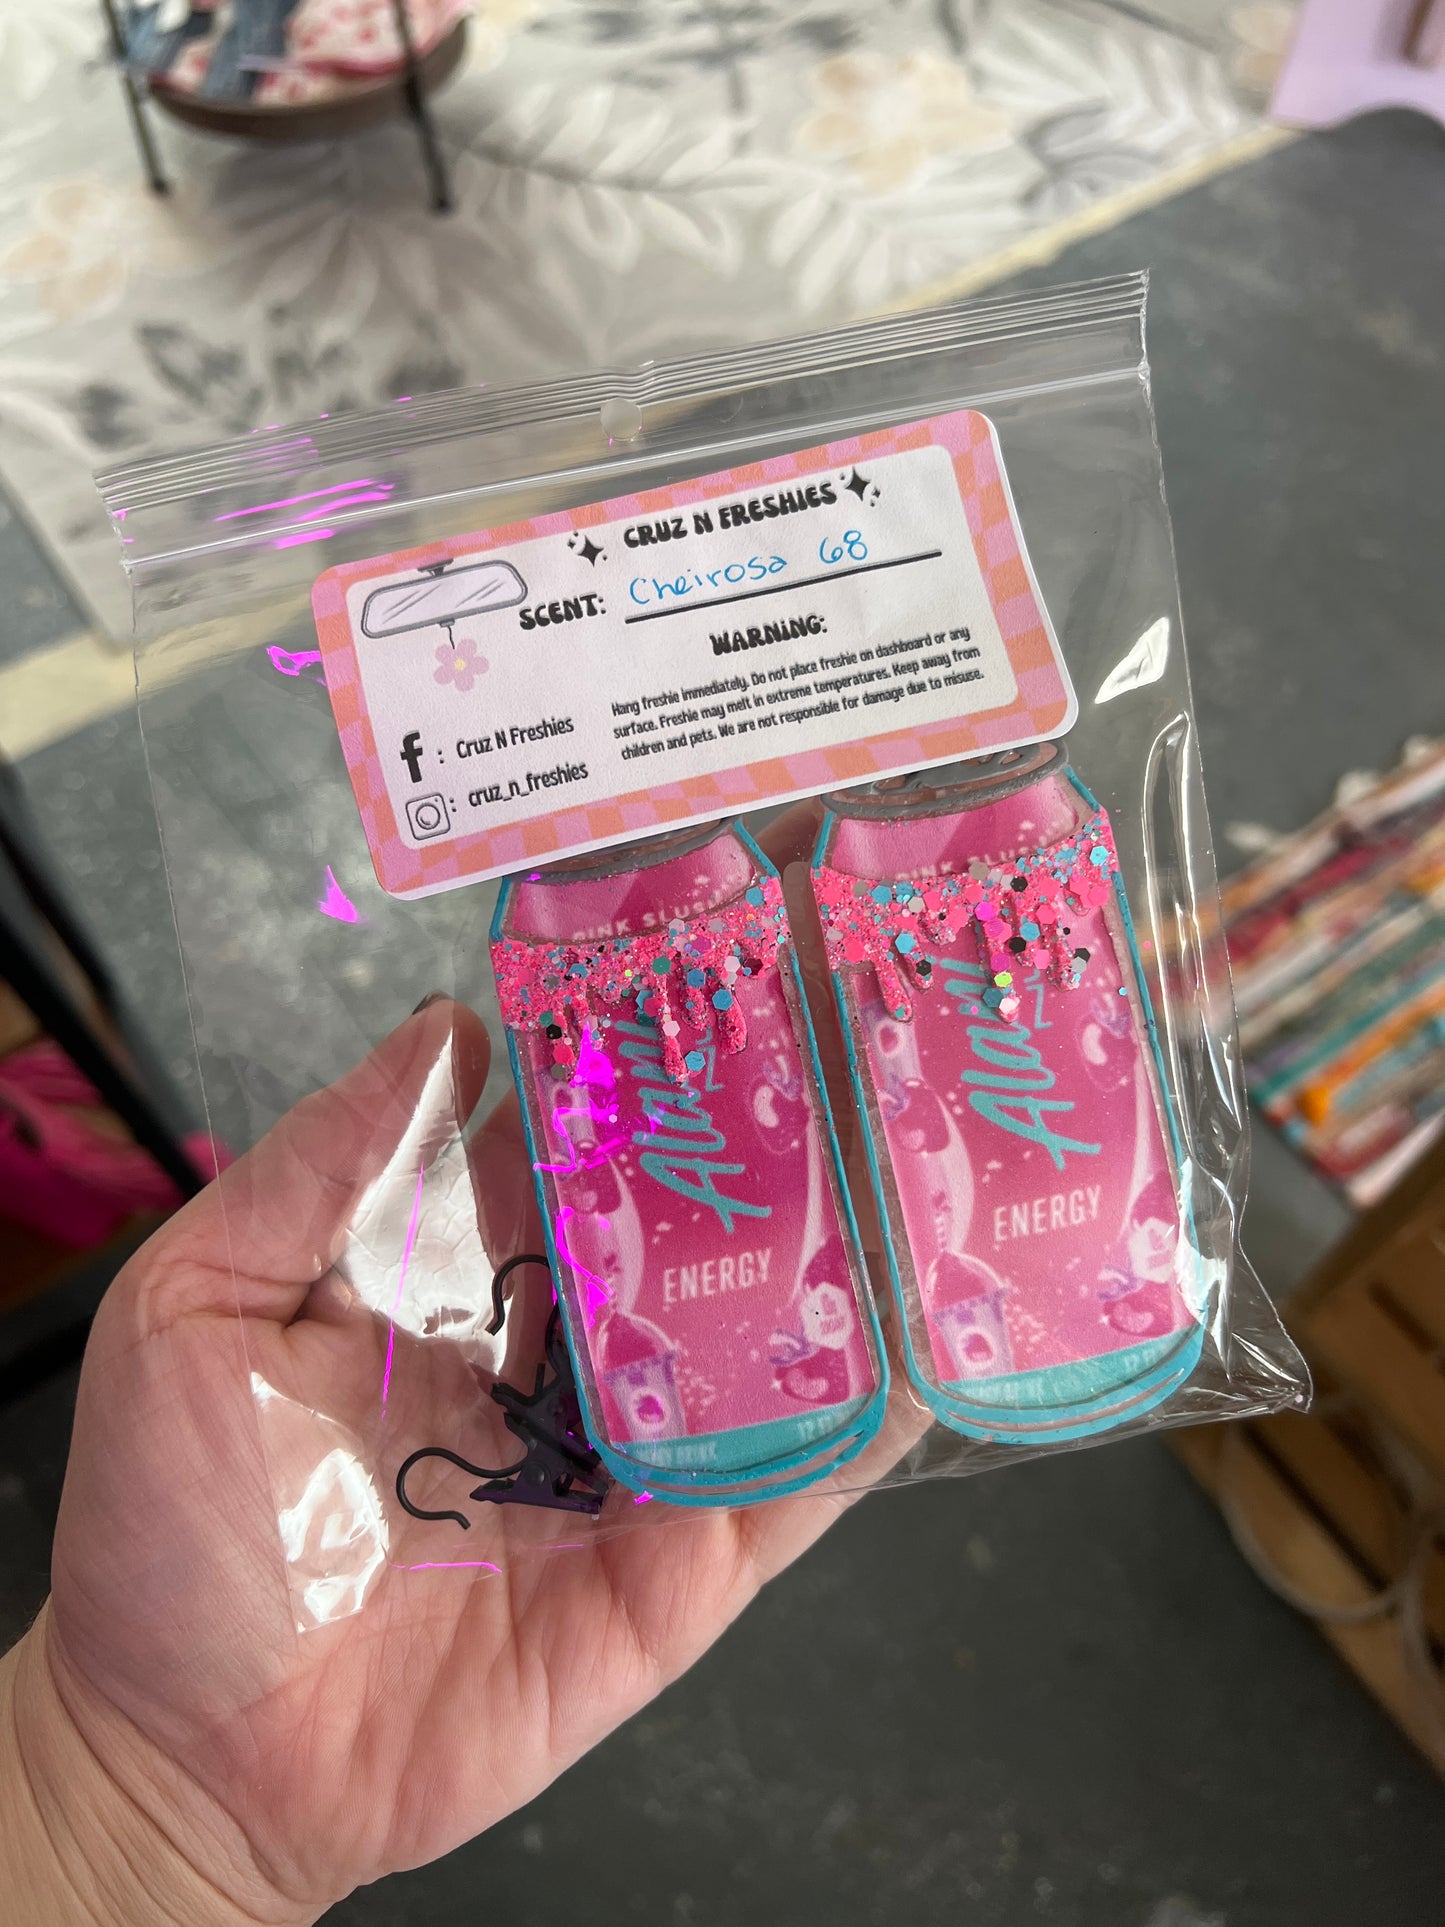 CRUZ N FRESHIES
SCENT: Cheirosa 68
WARNING:
Hang freshie immediately. Do not place freshie on dashboard or any
surface. Freshie may melt in extreme temperatures. Keep away from
children and pets. We are not responsible for damage due to misuse.
f : Cruz N Freshies
: cruz_n_freshies
PINK SLUSH
Alani
ENERGY
PINK SLUSH
Alani
ENERGY